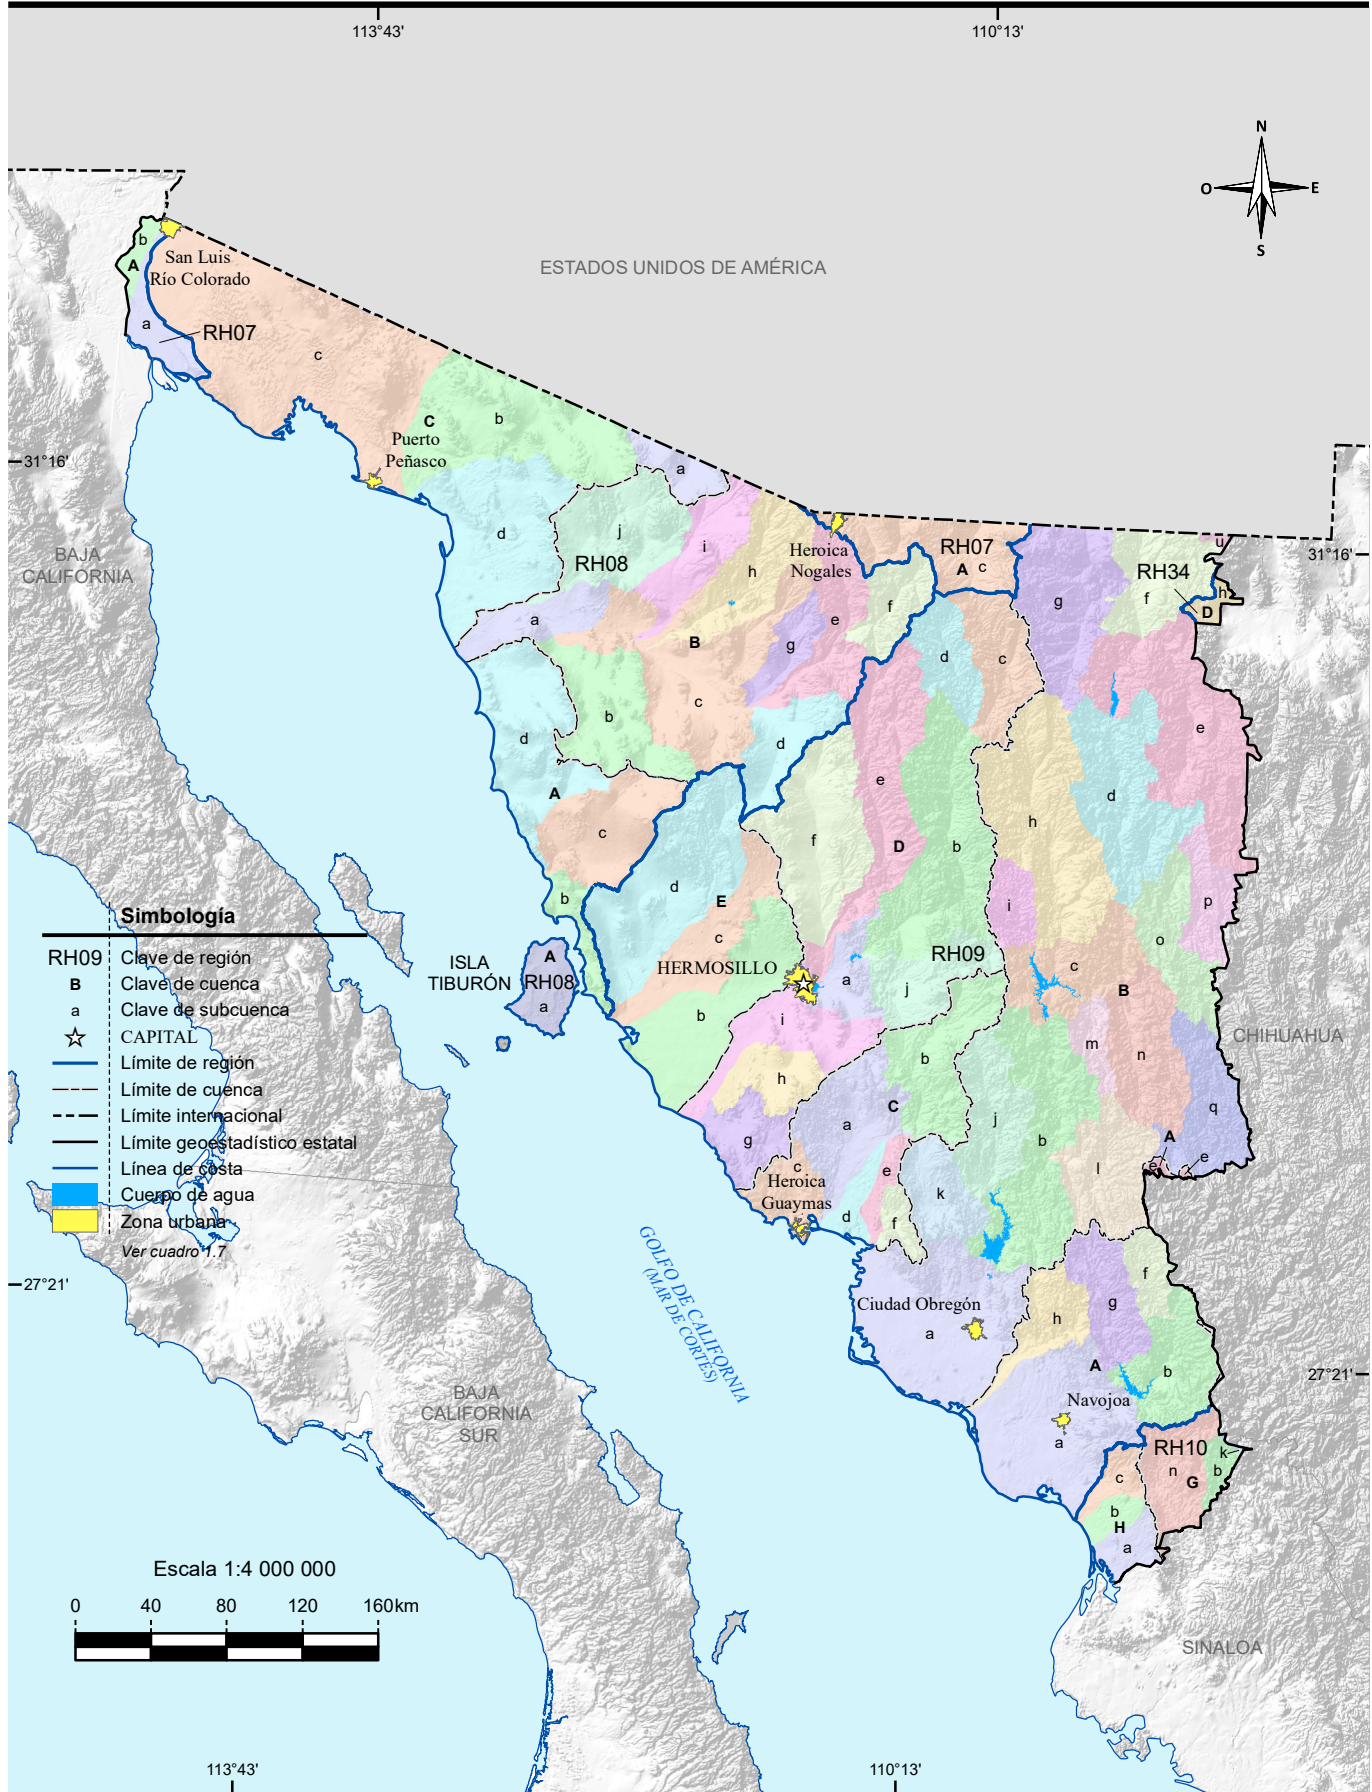 113°43'
110°13'
N
O
E
S
b
A
San Luis
Río Colorado
ESTADOS UNIDOS DE AMÉRICA
a
RH07
c
C
b
Puerto
Peñasco
31°16'
a
d
j
i
Heroica
Nogales
RH07
A
c
u
31°16'
BAJA
CALIFORNIA
RH08
h
RH34
f
h
D
g
f
a
B
g
e
d
c
d
b
c
d
e
A
e
d
c
f
D
b
h
d
E
b
i
p
Simbología
RH09
Clave de región
B
Clave de cuenca
a
Clave de subcuenca
CAPITAL
Límite de región
Límite de cuenca
Límite internacional
Límite geoestadístico estatal
Línea de costa
Cuerpo de agua
Zona urbana
Ver cuadro 1.7
c
o
ISLA
TIBURÓN
A
RH08
a
HERMOSILLO
a
RH09
j
c
B
b
i
m
n
CHIHUAHUA
b
h
C
a
j
b
q
g
c
e
A
e
e
l
Heroica
Guaymas
k
d
f
GOLFO DE CALIFORNIA
(MAR DE CORTÉS)
27°21'
f
Ciudad Obregón
a
h
g
A
b
27°21'
BAJA
CALIFORNIA
SUR
Navojoa
a
RH10
k
c
n
G
b
b
H
a
Escala 1:4 000 000
0 40 80 120 160km
SINALOA
113°43'
110°13'